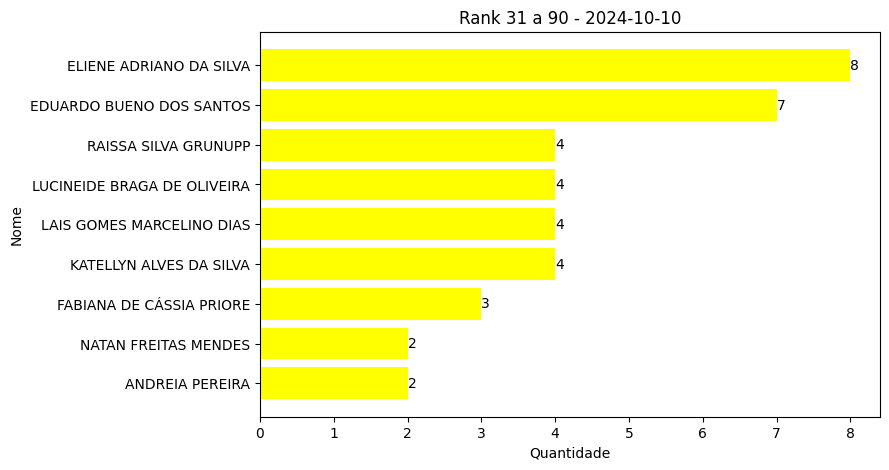 Rank 31 a 90 - 2024-10-10
ELIENE ADRIANO DA SILVA
8
EDUARDO BUENO DOS SANTOS
7
RAISSA SILVA GRUNUPP
4
LUCINEIDE BRAGA DE OLIVEIRA
4
LAIS GOMES MARCELINO DIAS
4
KATELLYN ALVES DA SILVA
4
FABIANA DE CÁSSIA PRIORE
3
NATAN FREITAS MENDES
2
ANDREIA PEREIRA
2
Nome
0 1 2 3 4 5 6 7 8
Quantidade